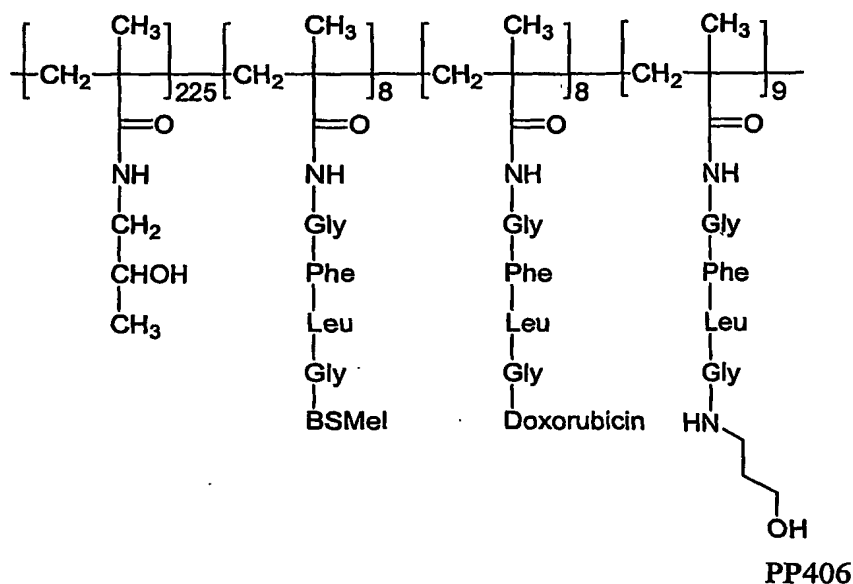 CH₃ CH₃ CH₃ CH₃
[CH₂ ]225 [CH₂ ]8 [CH₂ ]8 [CH₂ ]9
=O =O =O =O
NH NH NH NH
CH₂ Gly Gly Gly
CHOH Phe Phe Phe
CH₃ Leu Leu Leu
Gly Gly Gly
BSMel Doxorubicin HN
OH
PP406